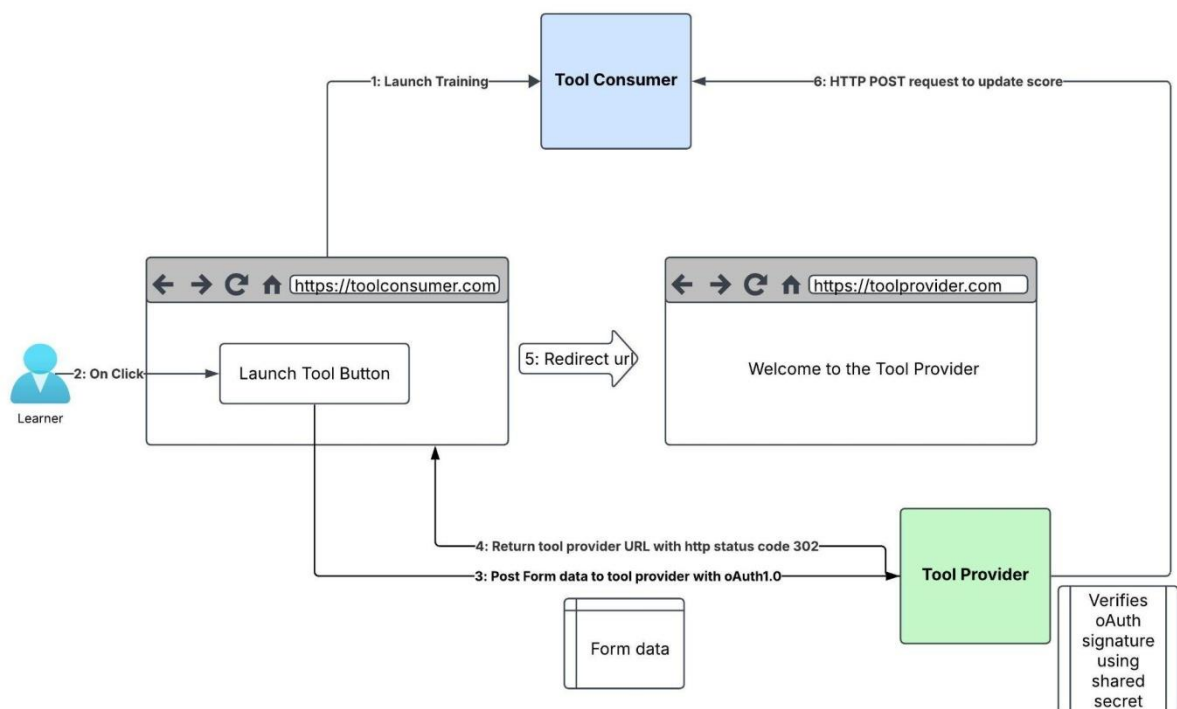 Tool Consumer
1: Launch Training
6: HTTP POST request to update score
https://toolconsumer.com
https://toolprovider.com
2: On Click
Launch Tool Button
5: Redirect url
Welcome to the Tool Provider
Learner
4: Return tool provider URL with http status code 302
3: Post Form data to tool provider with oAuth1.0
Tool Provider
Form data
Verifies
oAuth
signature
using
shared
secret